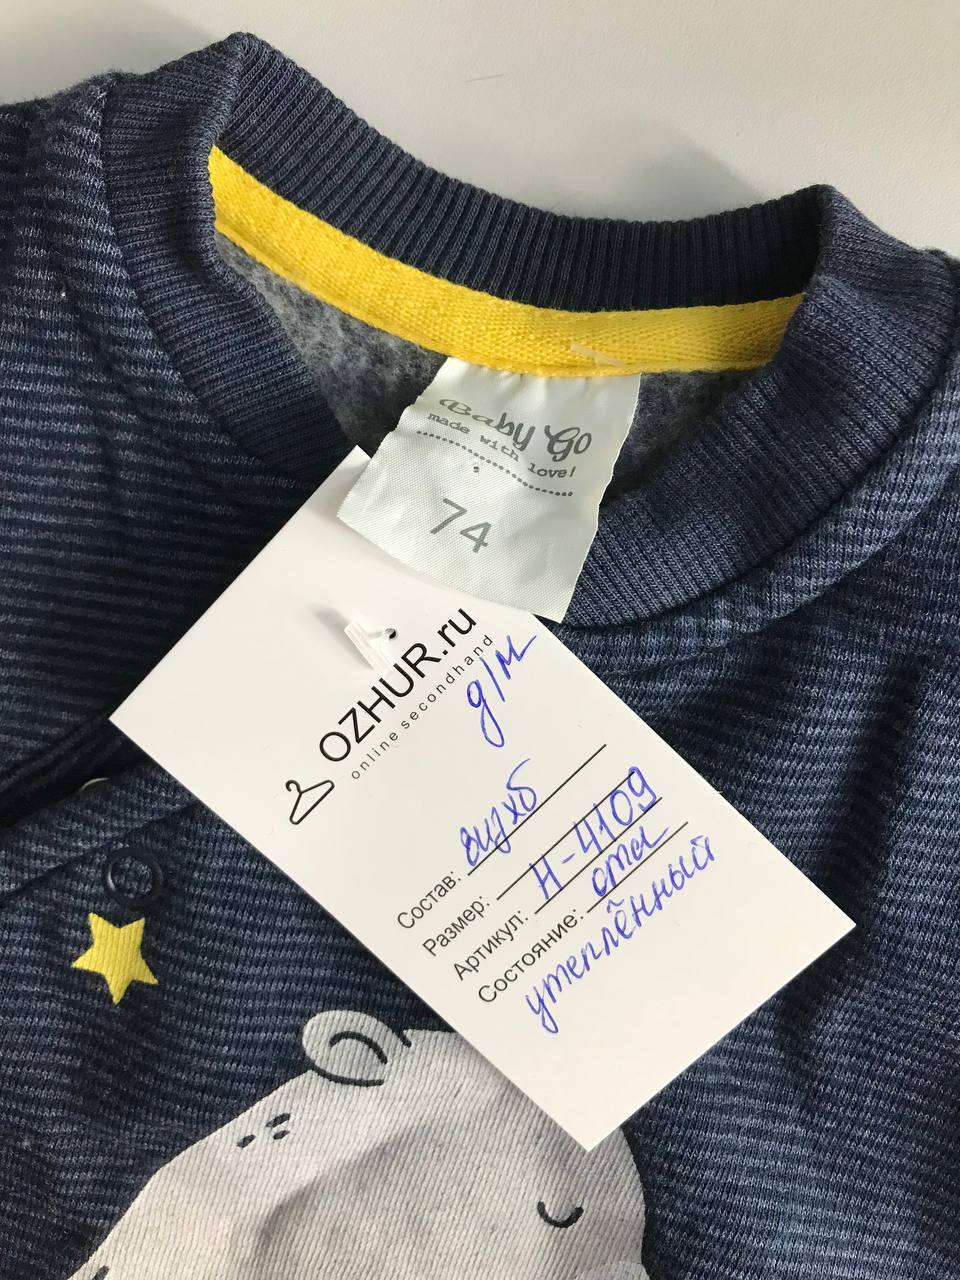 Baby Go
made with love!
74
OZHUR.ru
online secondhand
д/м
Состав:
Размер:
Артикул: Н-4109
Состояние: отл
утеплённый